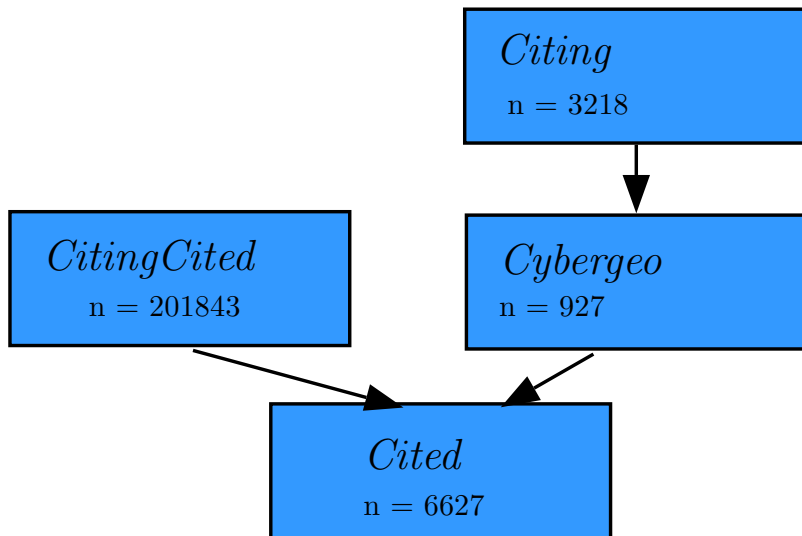 Citing
n = 3218
CitingCited
n = 201843
Cybergeo
n = 927
Cited
n = 6627